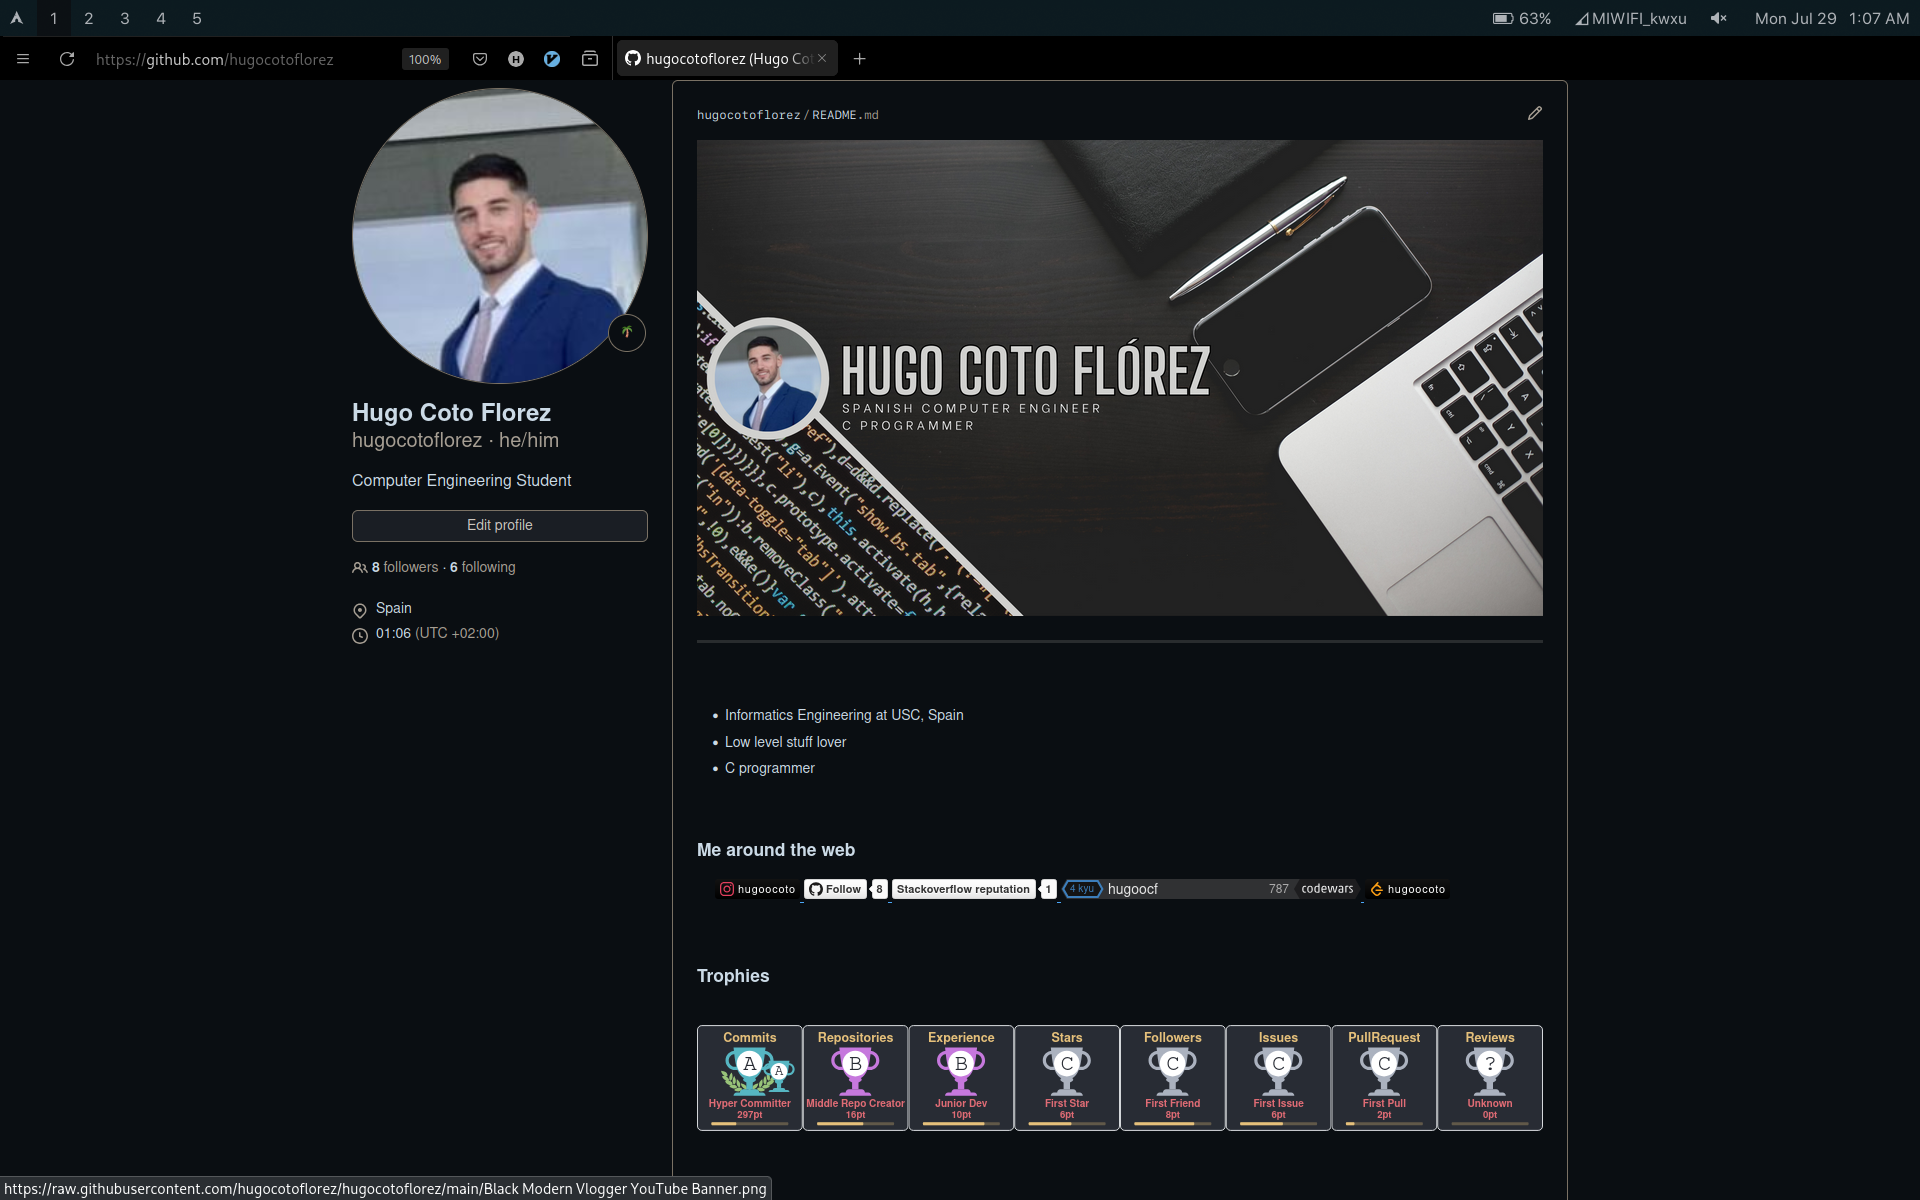 1 2 3 4 5
63% MIWIFI_kwxu Mon Jul 29 1:07 AM
https://github.com/hugocotoflorez 100% H hugocotoflorez (Hugo Co
hugocotoflorez/README.md
HUGO COTO FLÓREZ
SPANISH COMPUTER ENGINEER
C PROGRAMMER
Hugo Coto Florez
hugocotoflorez · he/him
Computer Engineering Student
Edit profile
8 followers · 6 following
Spain
01:06 (UTC +02:00)
Informatics Engineering at USC, Spain
Low level stuff lover
C programmer
Me around the web
hugoocoto Follow 8 Stackoverflow reputation 1 4 kyu hugoocf 787 codewars hugoocoto
Trophies
Commits Repositories Experience Stars Followers Issues PullRequest Reviews
A A B B C C C C ?
Hyper Committer Middle Repo Creator Junior Dev First Star First Friend First Issue First Pull Unknown
297pt 16pt 10pt 6pt 8pt 6pt 2pt 0pt
https://raw.githubusercontent.com/hugocotoflorez/hugocotoflorez/main/Black Modern Vlogger YouTube Banner.png